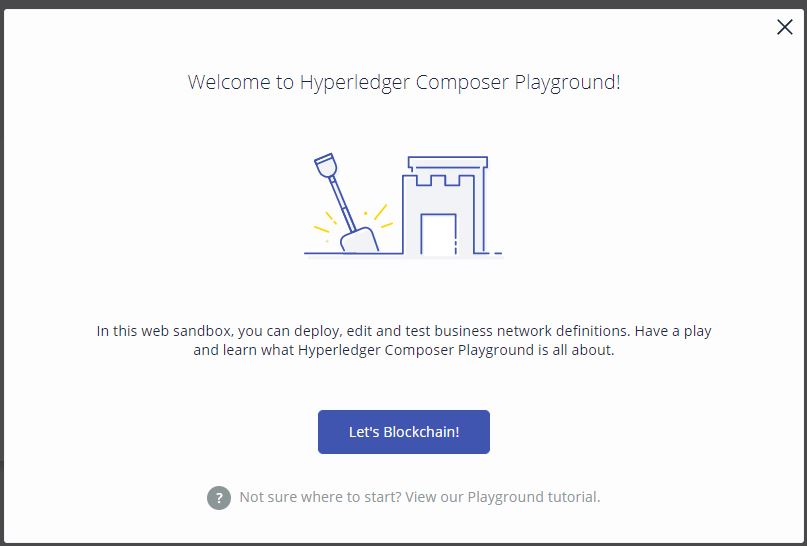 Welcome to Hyperledger Composer Playground!
In this web sandbox, you can deploy, edit and test business network definitions. Have a play
and learn what Hyperledger Composer Playground is all about.
Let's Blockchain!
? Not sure where to start? View our Playground tutorial.